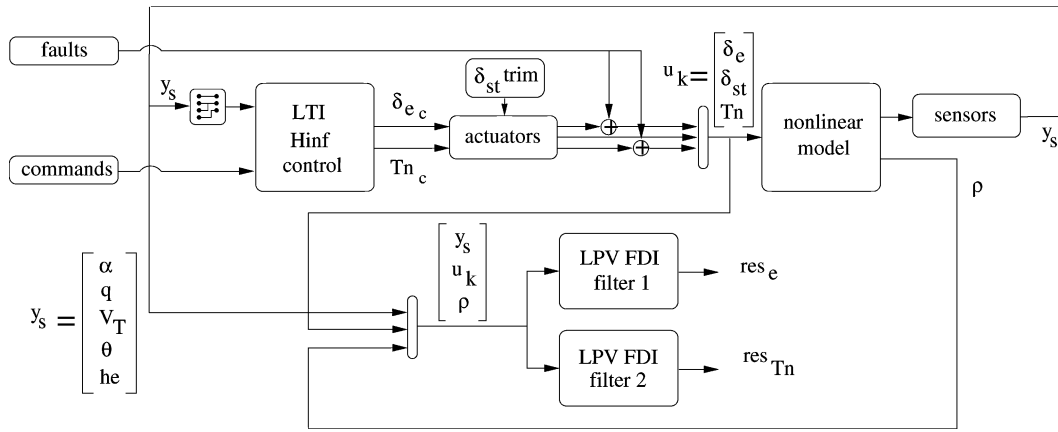 faults
y_s
commands
LTI
Hinf
control
δ_e_c
Tn_c
δ_st trim
actuators
u_k =
δ_e
δ_st
Tn
nonlinear
model
sensors
y_s
ρ
y_s =
α
q
V_T
θ
he
y_s
u_k
ρ
LPV FDI
filter 1
res_e
LPV FDI
filter 2
res_Tn